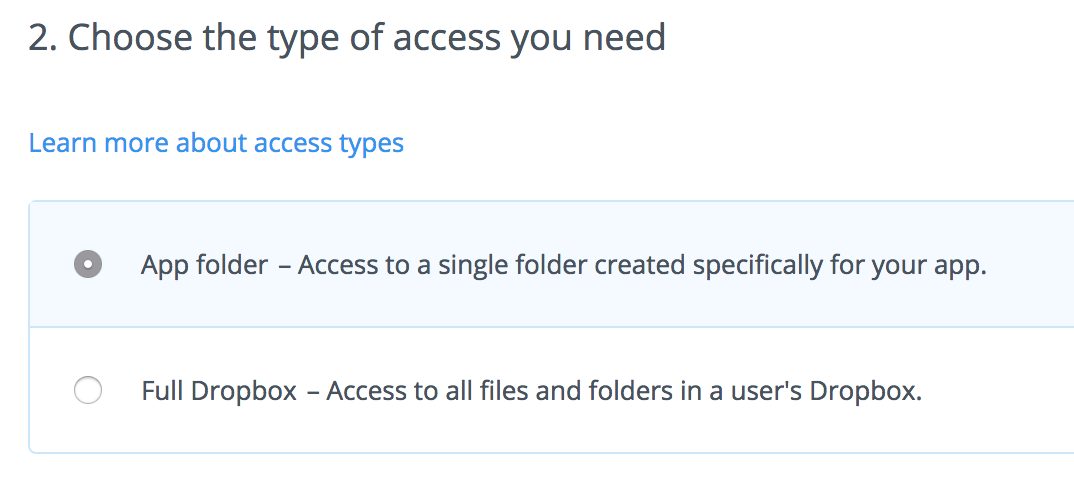 2. Choose the type of access you need
Learn more about access types
App folder – Access to a single folder created specifically for your app.
Full Dropbox – Access to all files and folders in a user's Dropbox.